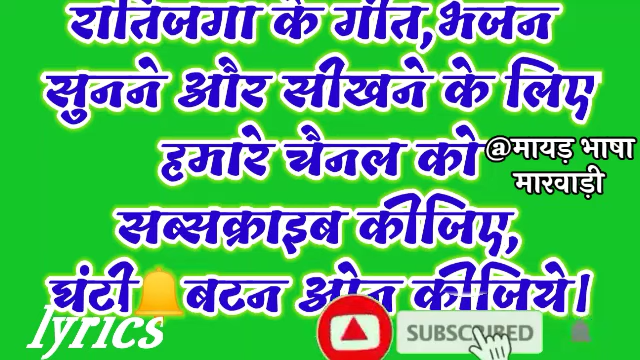 रातिजगा के गीत,भजन
सुनने और सीखने के लिए
हमारे चैनल को
@मायड़ भाषा
मारवाड़ी
सब्सक्राइब कीजिए,
घंटी🔔बटन ओन कीजिये।
lyrics
SUBSCRIBED